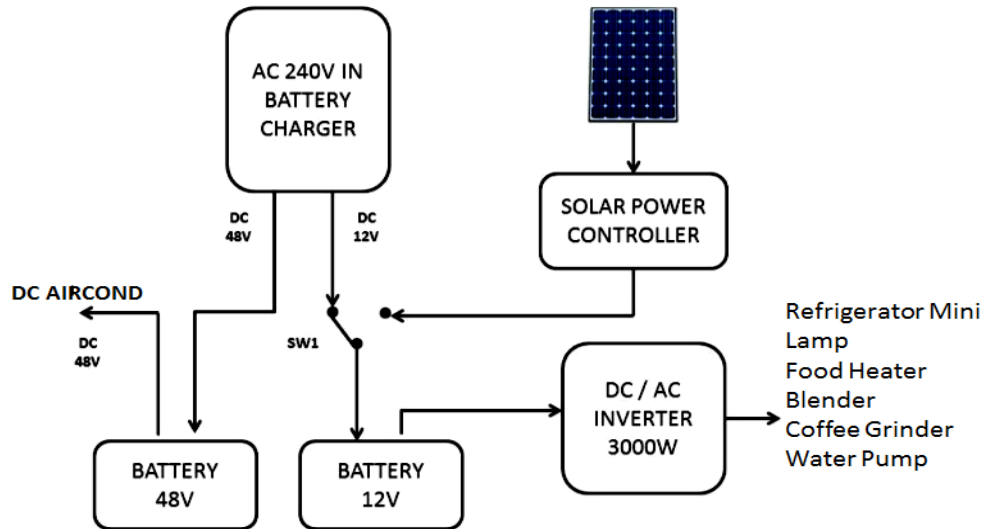 AC 240V IN
BATTERY
CHARGER
SOLAR POWER
CONTROLLER
DC
48V
DC
12V
DC AIRCOND
DC
48V
SW1
Refrigerator Mini
Lamp
Food Heater
Blender
Coffee Grinder
Water Pump
DC / AC
INVERTER
3000W
BATTERY
48V
BATTERY
12V